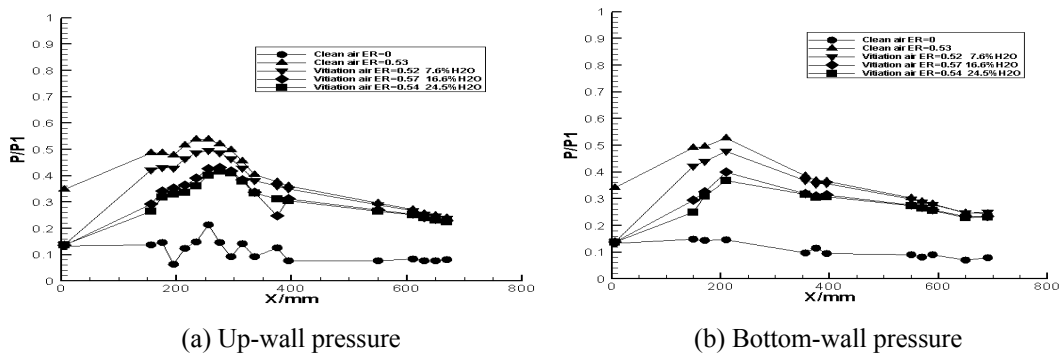 1
0.9
0.8
0.7
0.6
0.5
0.4
0.3
0.2
0.1
0
P/P1
0
200
400
600
800
X/mm
Clean air ER=0
Clean air ER=0.53
Vitiation air ER=0.52 7.6%H2O
Vitiation air ER=0.57 16.6%H2O
Vitiation air ER=0.54 24.5%H2O
(a) Up-wall pressure
1
0.9
0.8
0.7
0.6
0.5
0.4
0.3
0.2
0.1
0
P/P1
0
200
400
600
800
X/mm
Clean air ER=0
Clean air ER=0.53
Vitiation air ER=0.52 7.6%H2O
Vitiation air ER=0.57 16.6%H2O
Vitiation air ER=0.54 24.5%H2O
(b) Bottom-wall pressure